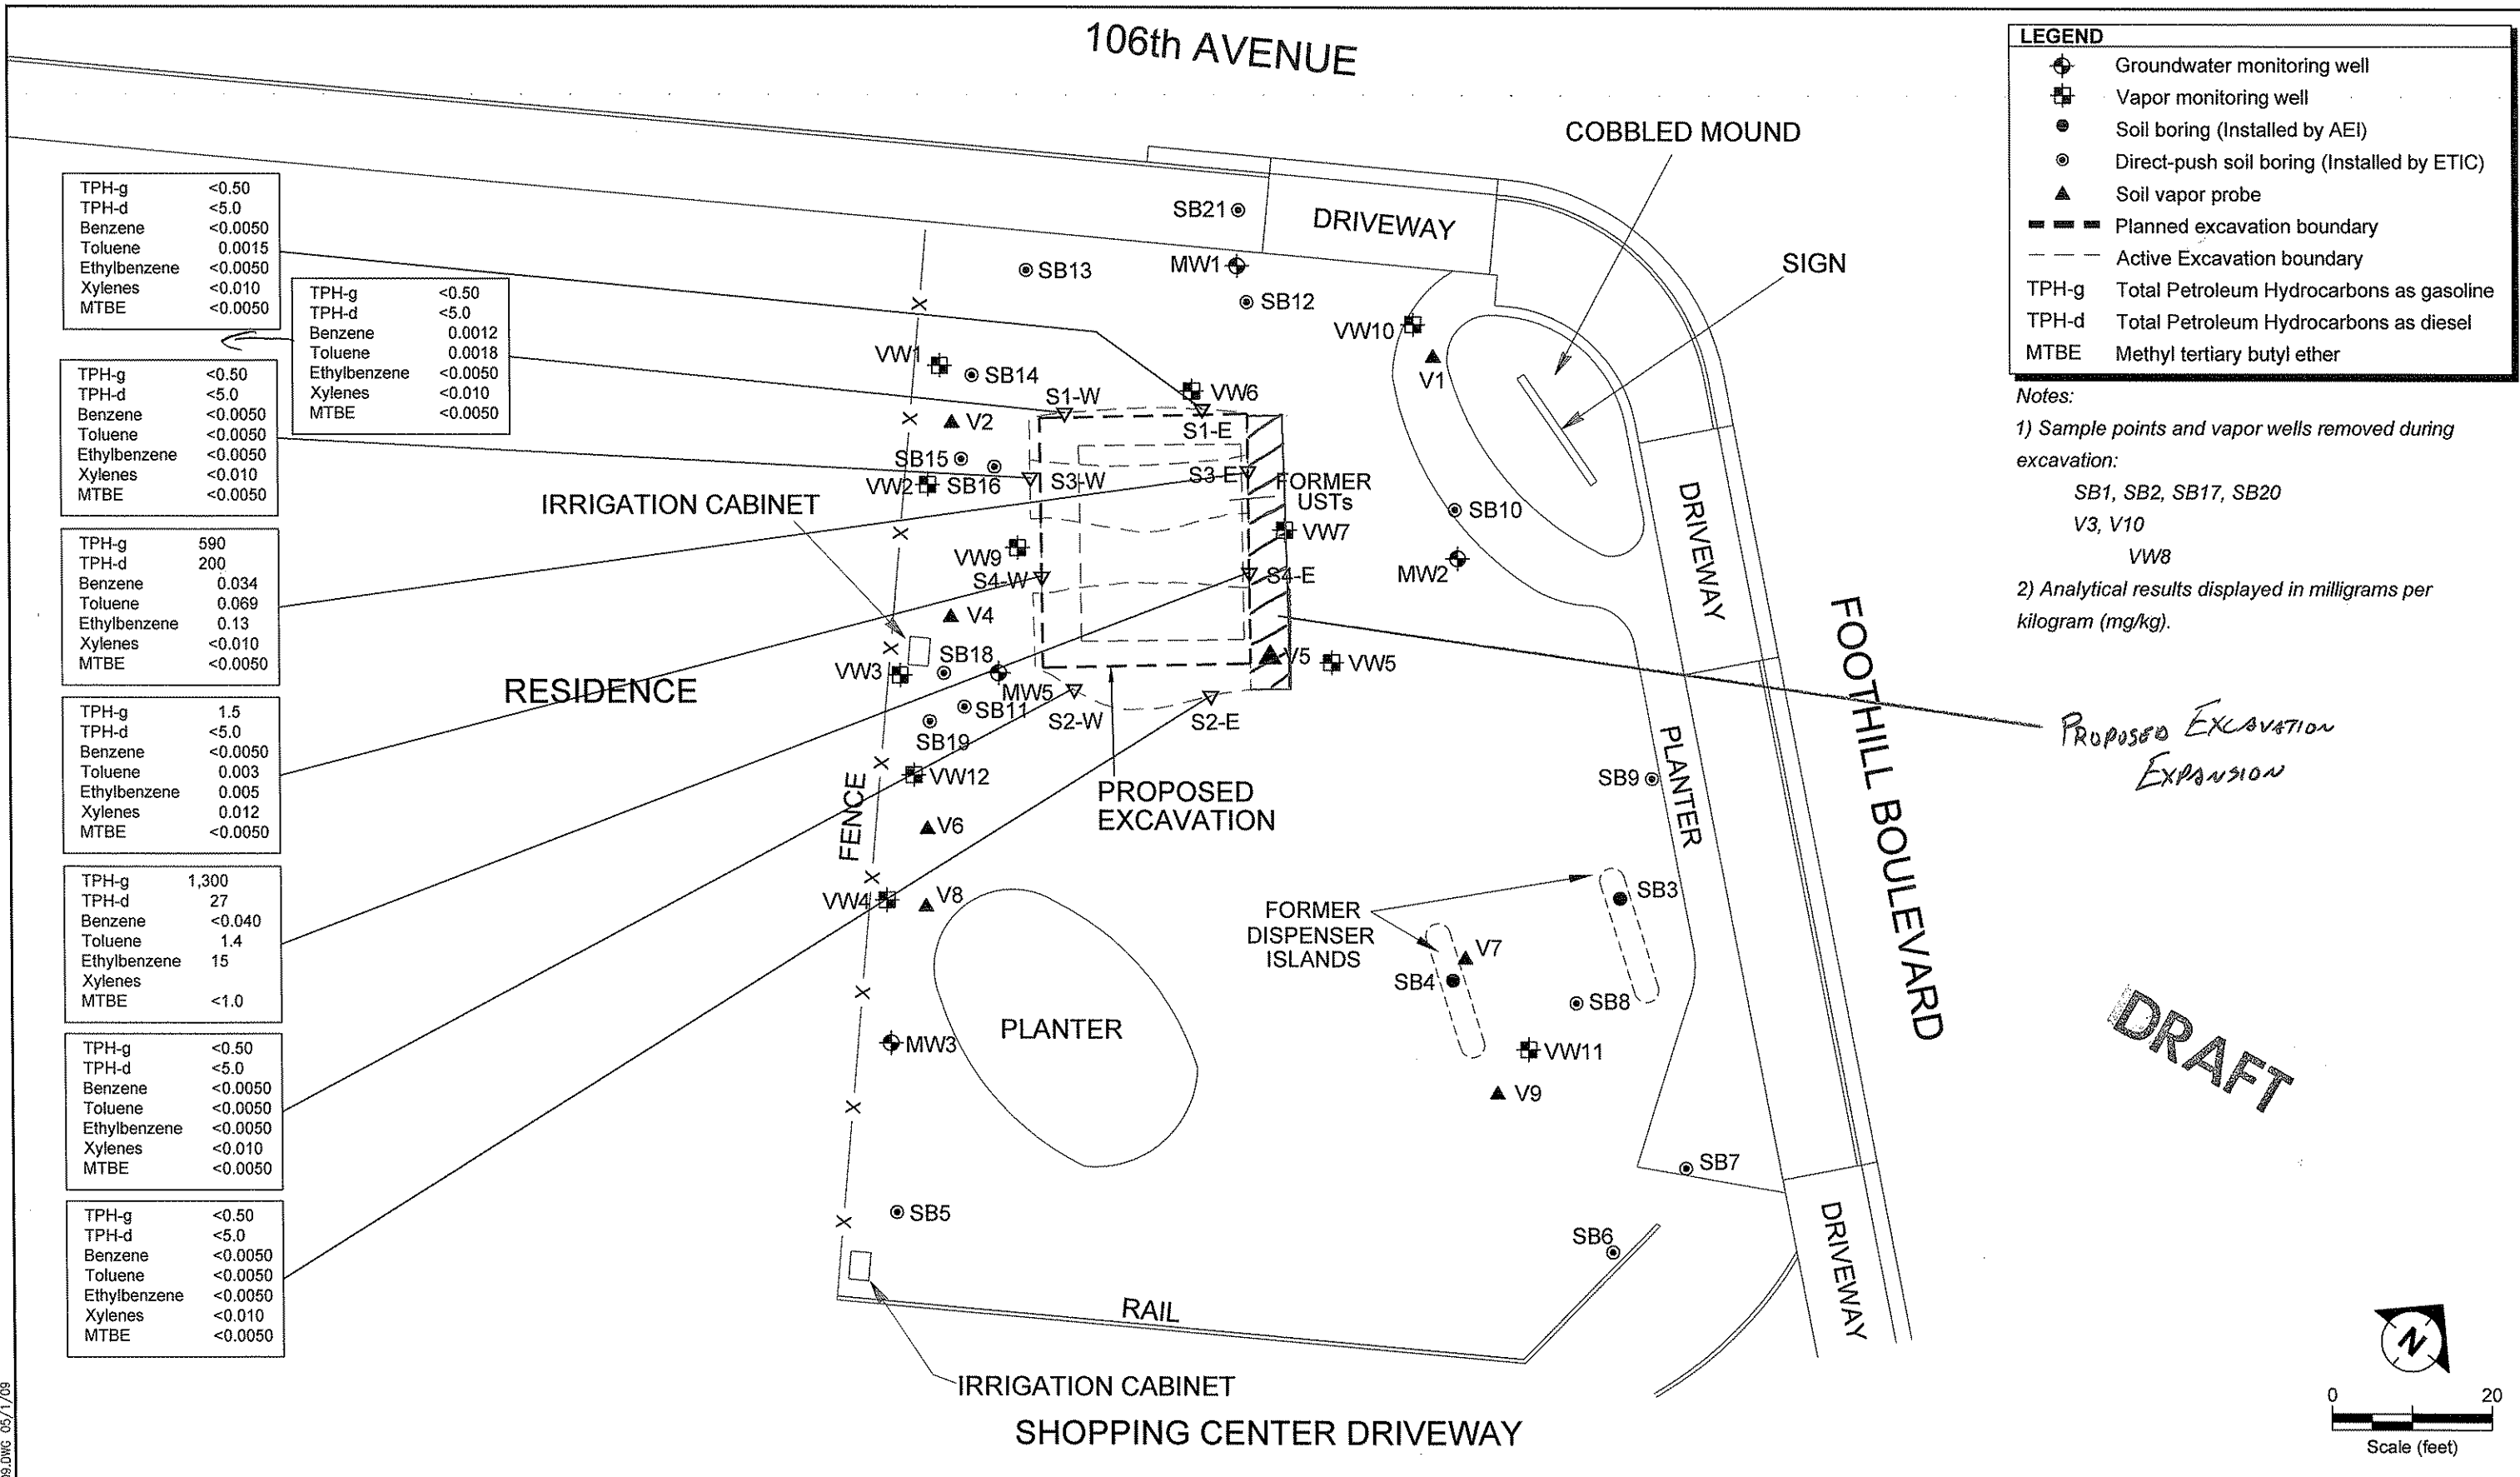 106th AVENUE
LEGEND
Groundwater monitoring well
Vapor monitoring well
Soil boring (Installed by AEI)
Direct-push soil boring (Installed by ETIC)
Soil vapor probe
Planned excavation boundary
Active Excavation boundary
TPH-g Total Petroleum Hydrocarbons as gasoline
TPH-d Total Petroleum Hydrocarbons as diesel
MTBE Methyl tertiary butyl ether
Notes:
1) Sample points and vapor wells removed during
excavation:
SB1, SB2, SB17, SB20
V3, V10
VW8
2) Analytical results displayed in milligrams per
kilogram (mg/kg).
TPH-g <0.50
TPH-d <5.0
Benzene <0.0050
Toluene 0.0015
Ethylbenzene <0.0050
Xylenes <0.010
MTBE <0.0050
TPH-g <0.50
TPH-d <5.0
Benzene 0.0012
Toluene 0.0018
Ethylbenzene <0.0050
Xylenes <0.010
MTBE <0.0050
TPH-g <0.50
TPH-d <5.0
Benzene <0.0050
Toluene <0.0050
Ethylbenzene <0.0050
Xylenes <0.010
MTBE <0.0050
TPH-g 590
TPH-d 200
Benzene 0.034
Toluene 0.069
Ethylbenzene 0.13
Xylenes <0.010
MTBE <0.0050
TPH-g 1.5
TPH-d <5.0
Benzene <0.0050
Toluene 0.003
Ethylbenzene 0.005
Xylenes 0.012
MTBE <0.0050
TPH-g 1,300
TPH-d 27
Benzene <0.040
Toluene 1.4
Ethylbenzene 15
Xylenes
MTBE <1.0
TPH-g <0.50
TPH-d <5.0
Benzene <0.0050
Toluene <0.0050
Ethylbenzene <0.0050
Xylenes <0.010
MTBE <0.0050
TPH-g <0.50
TPH-d <5.0
Benzene <0.0050
Toluene <0.0050
Ethylbenzene <0.0050
Xylenes <0.010
MTBE <0.0050
COBBLED MOUND
SIGN
SB21
DRIVEWAY
SB13
MW1
SB12
VW10
V1
VW1
SB14
S1-W
VW6
V2
S1-E
SB15
VW2
SB16
S3-W
S3-E
FORMER
USTs
IRRIGATION CABINET
SB10
VW7
VW9
S4-W
S4-E
MW2
DRIVEWAY
V4
SB18
VW3
V5
VW5
RESIDENCE
MW5
SB11
S2-W
S2-E
SB19
VW12
FENCE
PROPOSED
EXCAVATION
SB9
PLANTER
FOOTHILL BOULEVARD
PROPOSED EXCAVATION
EXPANSION
V6
VW4
V8
FORMER
DISPENSER
ISLANDS
SB3
V7
SB4
SB8
PLANTER
MW3
VW11
V9
DRAFT
SB7
SB5
SB6
DRIVEWAY
RAIL
IRRIGATION CABINET
SHOPPING CENTER DRIVEWAY
N
0 20
Scale (feet)
09.DWG 05/1/09